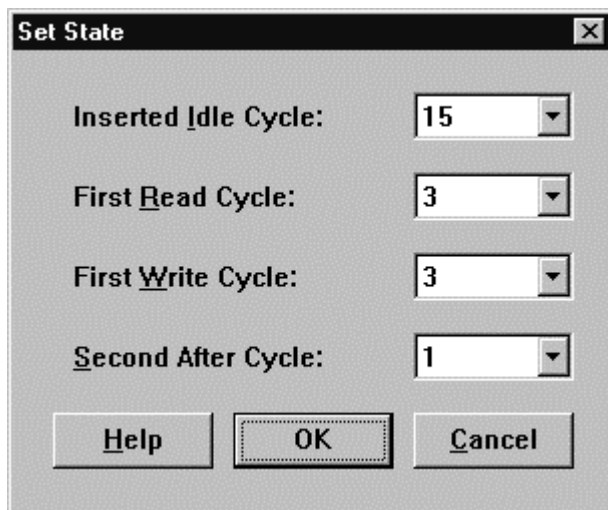 Set State
Inserted Idle Cycle: 15
First Read Cycle: 3
First Write Cycle: 3
Second After Cycle: 1
Help OK Cancel